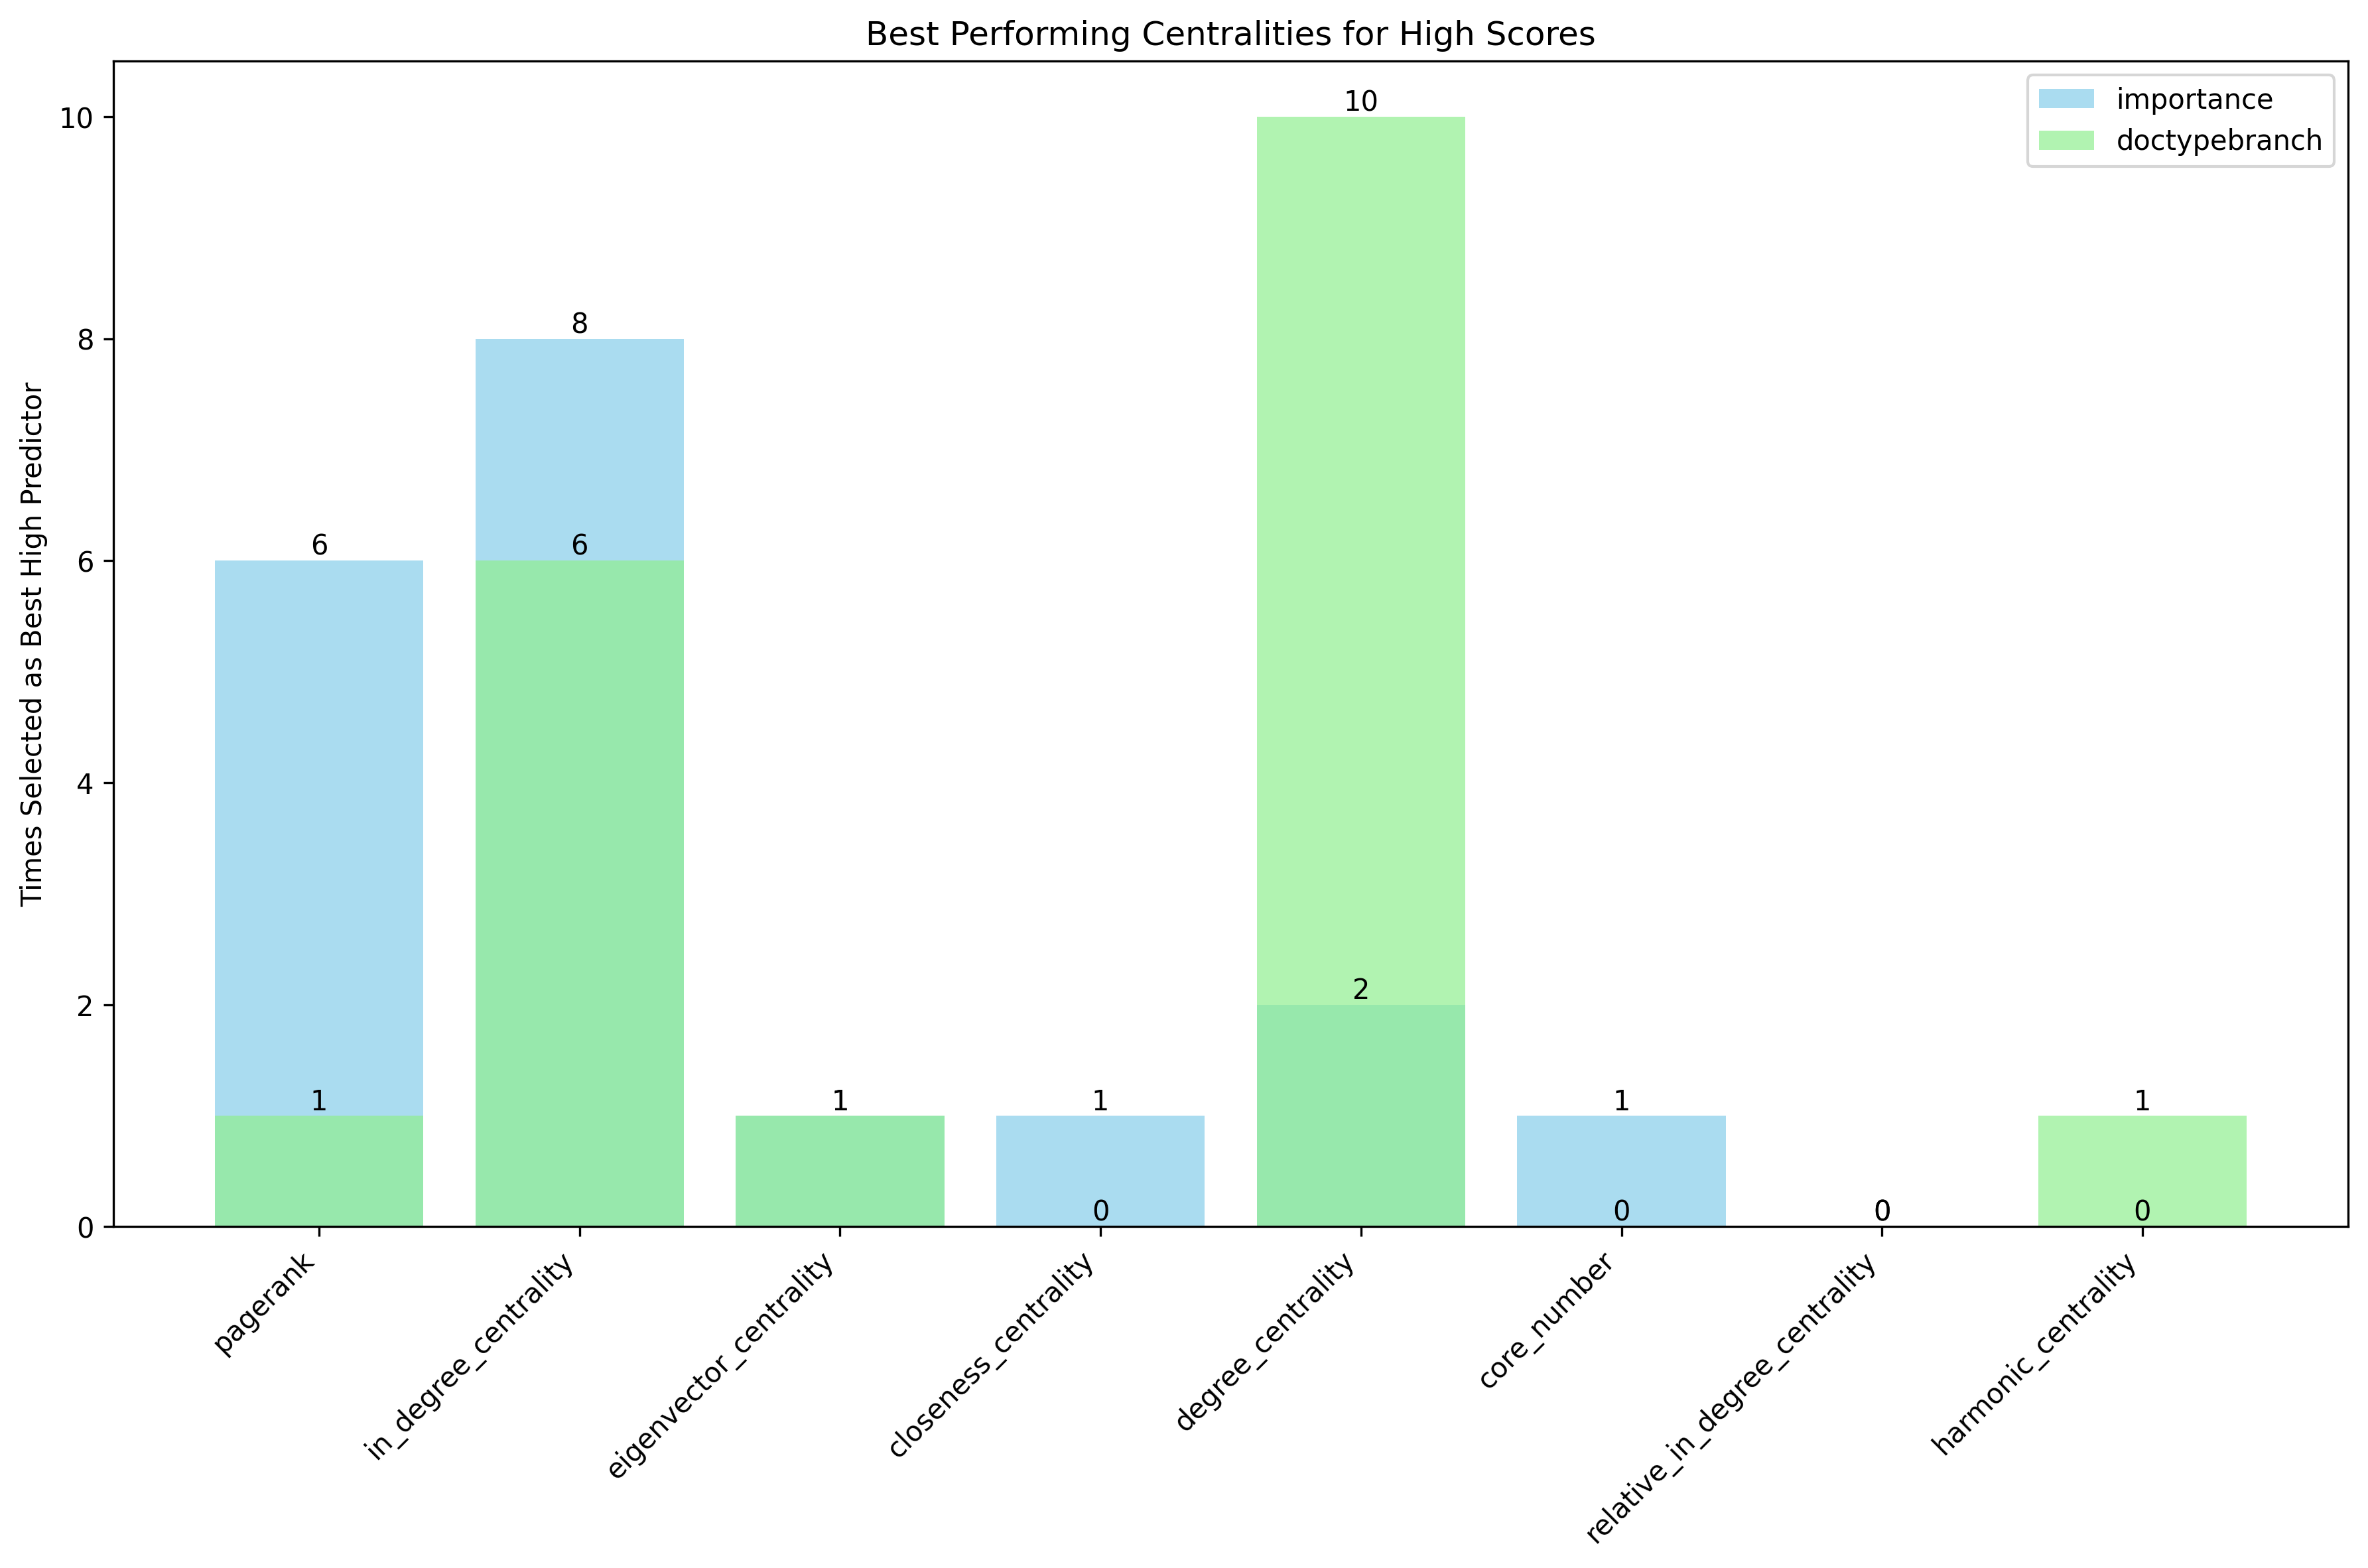 Best Performing Centralities for High Scores
importance
doctypebranch
Times Selected as Best High Predictor
10
8
6
4
2
0
6
1
8
6
1
1
0
10
2
1
0
0
1
0
pagerank
in_degree_centrality
eigenvector_centrality
closeness_centrality
degree_centrality
core_number
relative_in_degree_centrality
harmonic_centrality